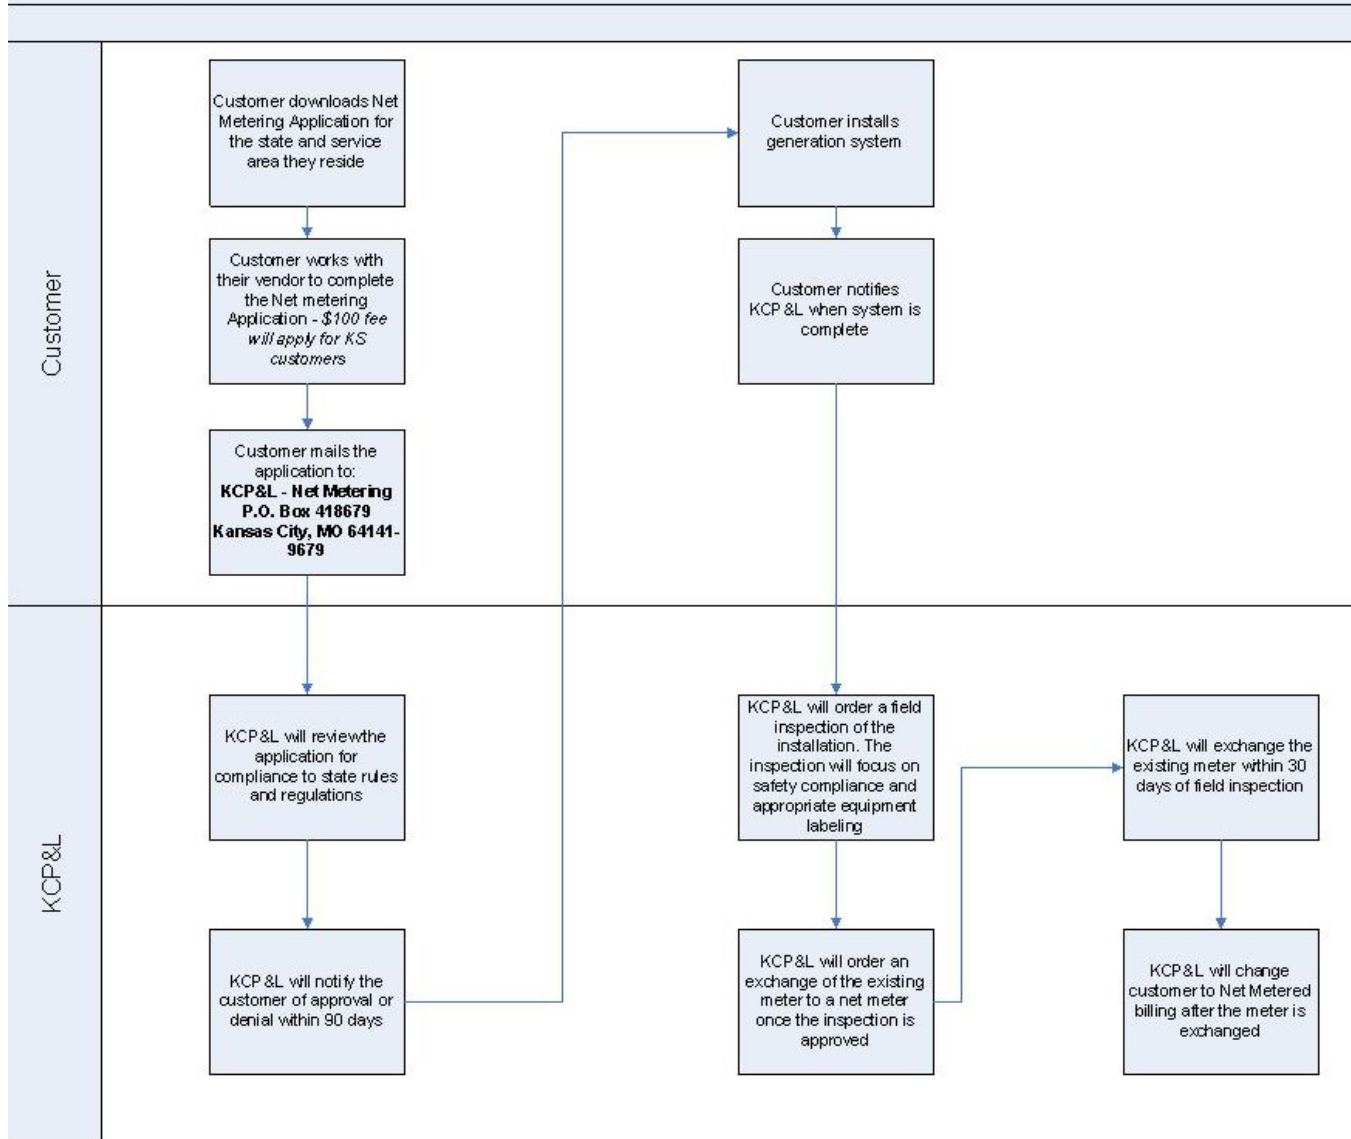 Customer
Customer downloads Net
Metering Application for
the state and service
area they reside
Customer works with
their vendor to complete
the Net metering
Application - $100 fee
will apply for KS
customers
Customer mails the
application to:
KCP&L - Net Metering
P.O. Box 418679
Kansas City, MO 64141-
9679
Customer installs
generation system
Customer notifies
KCP&L when system is
complete
KCP&L
KCP&L will review the
application for
compliance to state rules
and regulations
KCP&L will notify the
customer of approval or
denial within 90 days
KCP&L will order a field
inspection of the
installation. The
inspection will focus on
safety compliance and
appropriate equipment
labeling
KCP&L will order an
exchange of the existing
meter to a net meter
once the inspection is
approved
KCP&L will exchange the
existing meter within 30
days of field inspection
KCP&L will change
customer to Net Metered
billing after the meter is
exchanged